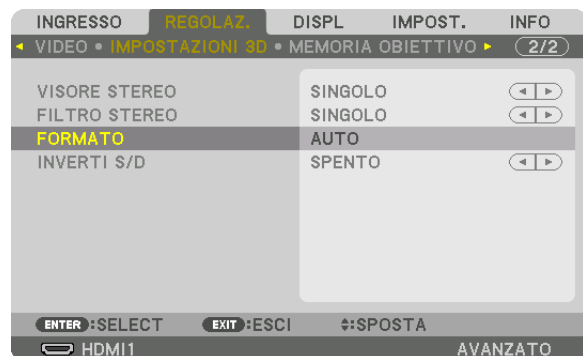 INGRESSO REGOLAZ. DISPL IMPOST. INFO
VIDEO • IMPOSTAZIONI 3D • MEMORIA OBIETTIVO 2/2
VISORE STEREO SINGOLO
FILTRO STEREO SINGOLO
FORMATO AUTO
INVERTI S/D SPENTO
ENTER :SELECT EXIT :ESCI :SPOSTA
HDMI1 AVANZATO